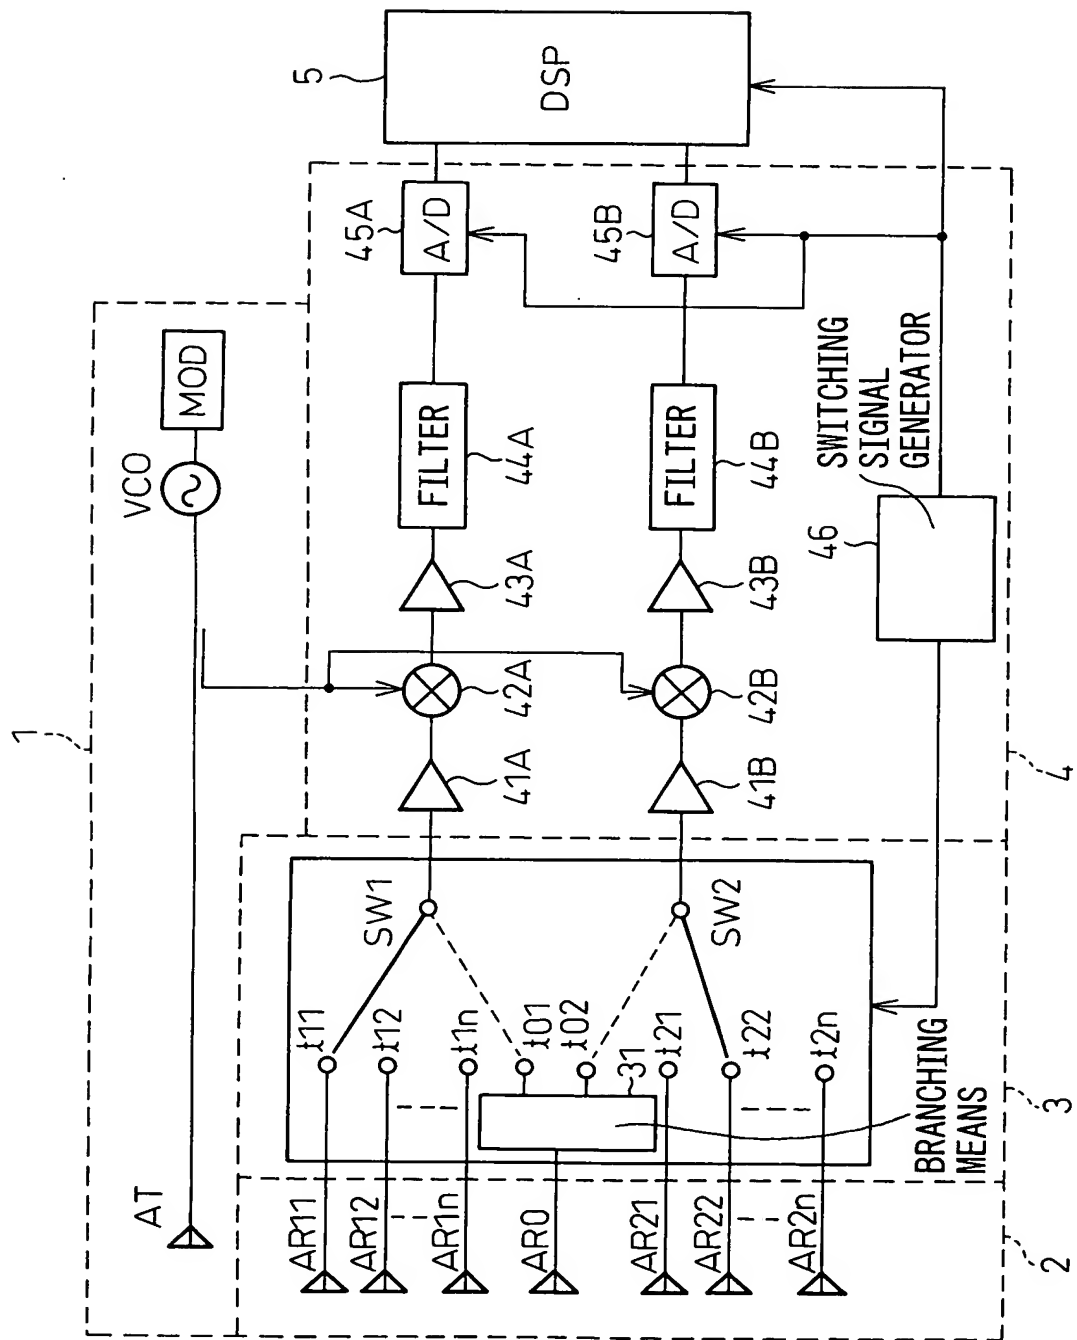 1
AT
VCO
MOD
AR11
AR12
AR1n
AR0
AR21
AR22
AR2n
t11
t12
t1n
t01
t02
t21
t22
t2n
31
SW1
SW2
BRANCHING
MEANS
41A
42A
43A
FILTER
44A
45A
A/D
41B
42B
43B
FILTER
44B
45B
A/D
5
DSP
46
SWITCHING
SIGNAL
GENERATOR
2
3
4